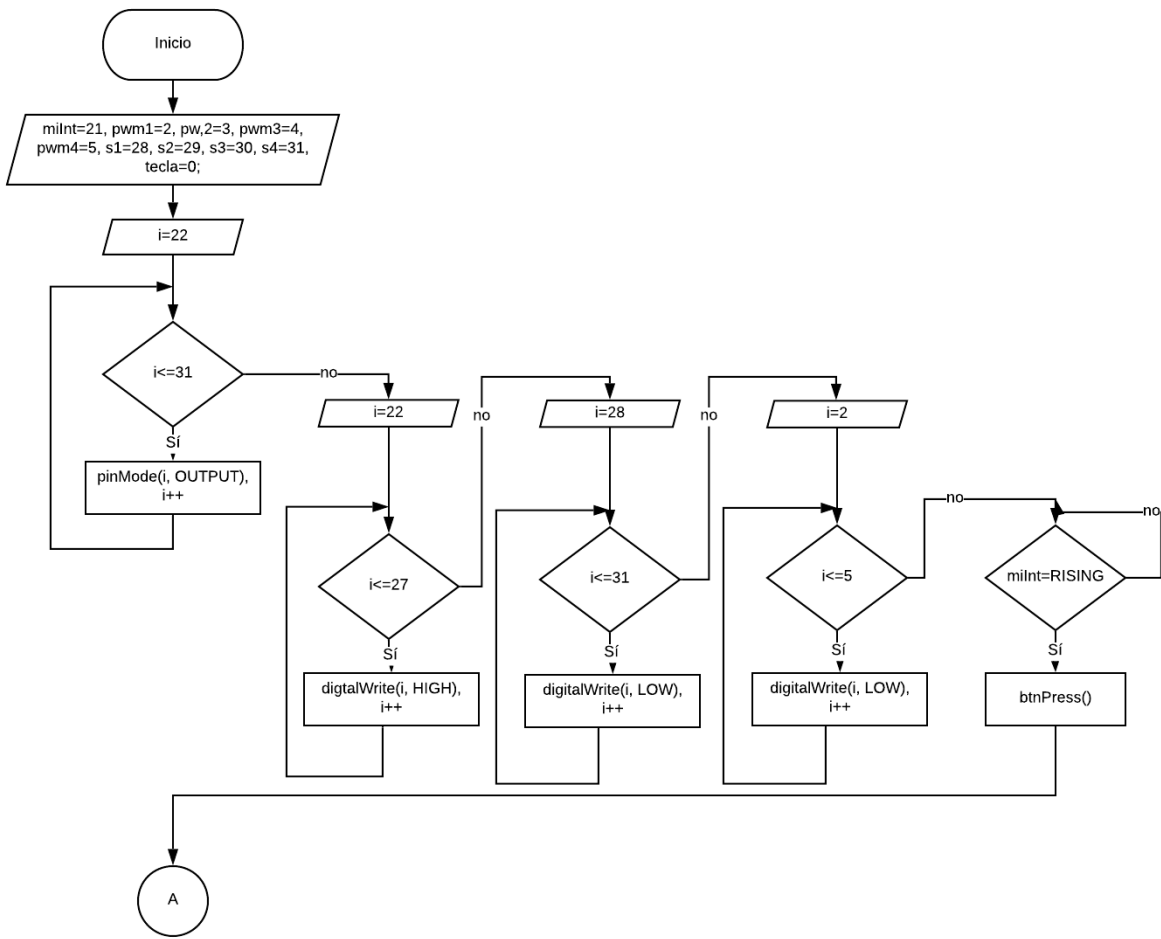 Inicio
miInt=21, pwm1=2, pw,2=3, pwm3=4,
pwm4=5, s1=28, s2=29, s3=30, s4=31,
tecla=0;
i=22
i<=31
no
Sí
pinMode(i, OUTPUT),
i++
i=22
i<=27
no
Sí
digtalWrite(i, HIGH),
i++
i=28
i<=31
no
Sí
digitalWrite(i, LOW),
i++
i=2
i<=5
no
Sí
digitalWrite(i, LOW),
i++
miInt=RISING
no
Sí
btnPress()
A